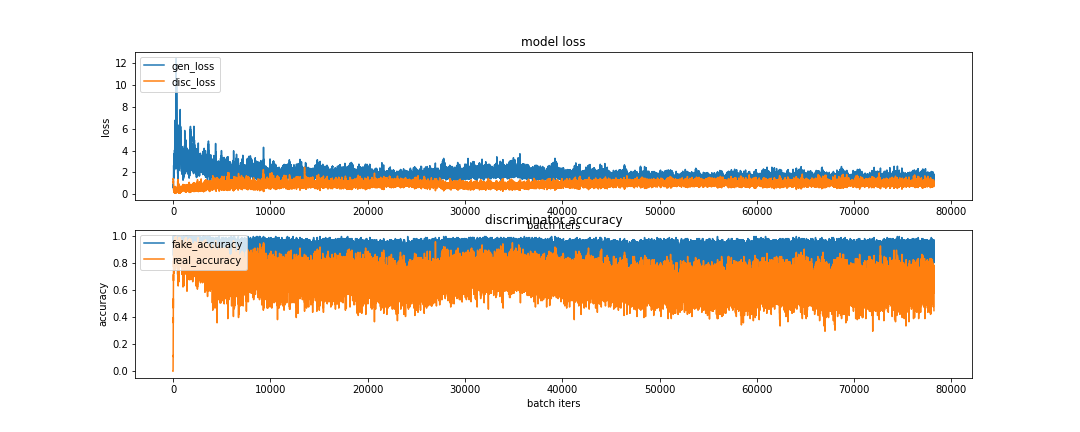 model loss
12
10
8
6
4
2
0
loss
gen_loss
disc_loss
0 10000 20000 30000 40000 50000 60000 70000 80000
batch iters
discriminator accuracy
1.0
0.8
0.6
0.4
0.2
0.0
accuracy
fake_accuracy
real_accuracy
0 10000 20000 30000 40000 50000 60000 70000 80000
batch iters